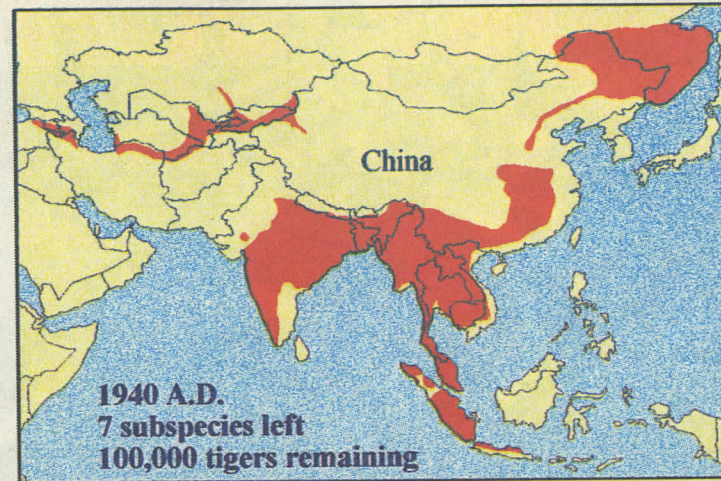 China
1940 A.D.
7 subspecies left
100,000 tigers remaining